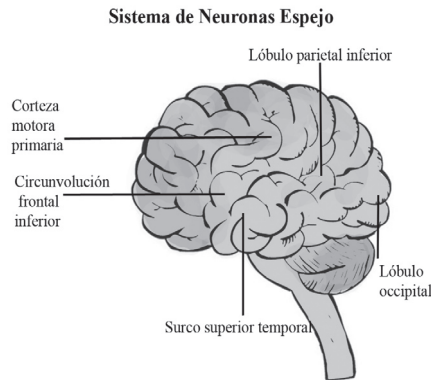 Sistema de Neuronas Espejo
Lóbulo parietal inferior
Corteza
motora
primaria
Circunvolución
frontal
inferior
Lóbulo
occipital
Surco superior temporal